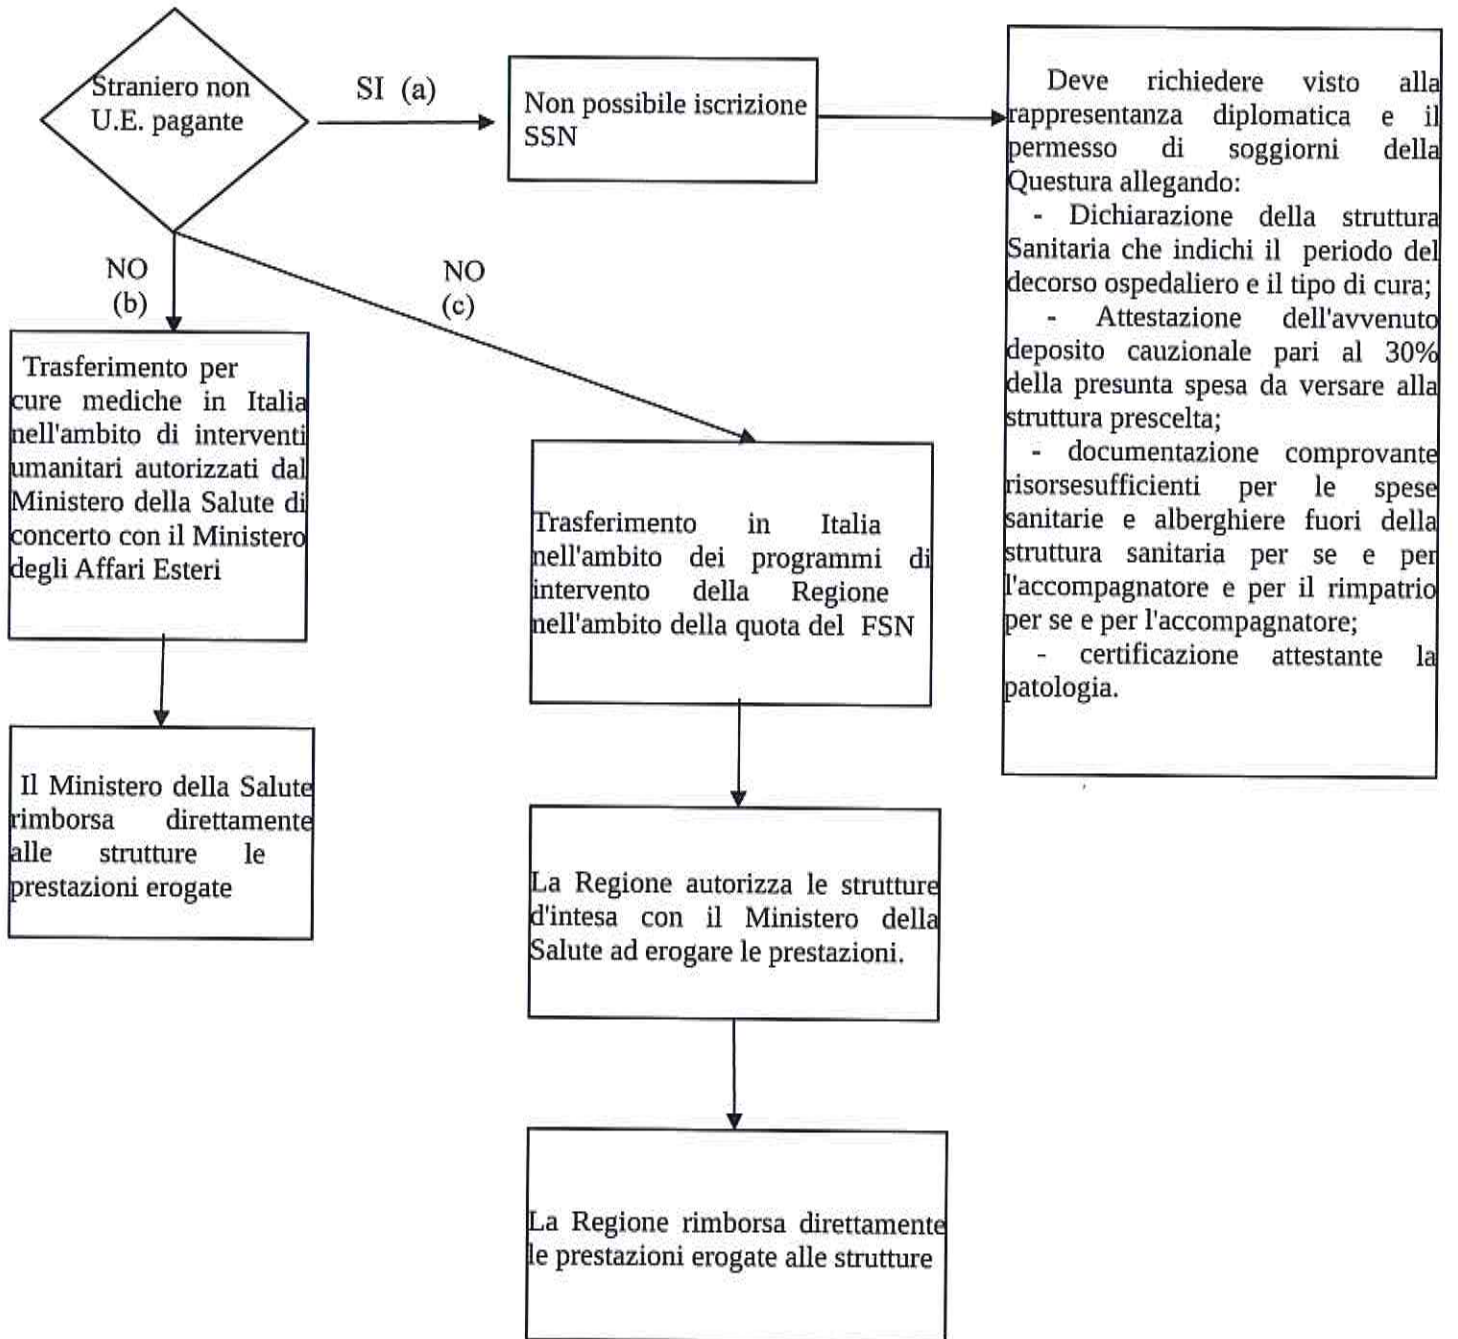 Straniero non
U.E. pagante
SI (a)
Non possibile iscrizione
SSN
Deve richiedere visto alla
rappresentanza diplomatica e il
permesso di soggiorni della
Questura allegando:
- Dichiarazione della struttura
Sanitaria che indichi il periodo del
decorso ospedaliero e il tipo di cura;
- Attestazione dell'avvenuto
deposito cauzionale pari al 30%
della presunta spesa da versare alla
struttura prescelta;
- documentazione comprovante
risorsesufficienti per le spese
sanitarie e alberghiere fuori della
struttura sanitaria per se e per
l'accompagnatore e per il rimpatrio
per se e per l'accompagnatore;
- certificazione attestante la
patologia.
NO
(b)
NO
(c)
Trasferimento per
cure mediche in Italia
nell'ambito di interventi
umanitari autorizzati dal
Ministero della Salute di
concerto con il Ministero
degli Affari Esteri
Il Ministero della Salute
rimborsa direttamente
alle strutture le
prestazioni erogate
Trasferimento in Italia
nell'ambito dei programmi di
intervento della Regione
nell'ambito della quota del FSN
La Regione autorizza le strutture
d'intesa con il Ministero della
Salute ad erogare le prestazioni.
La Regione rimborsa direttamente
le prestazioni erogate alle strutture